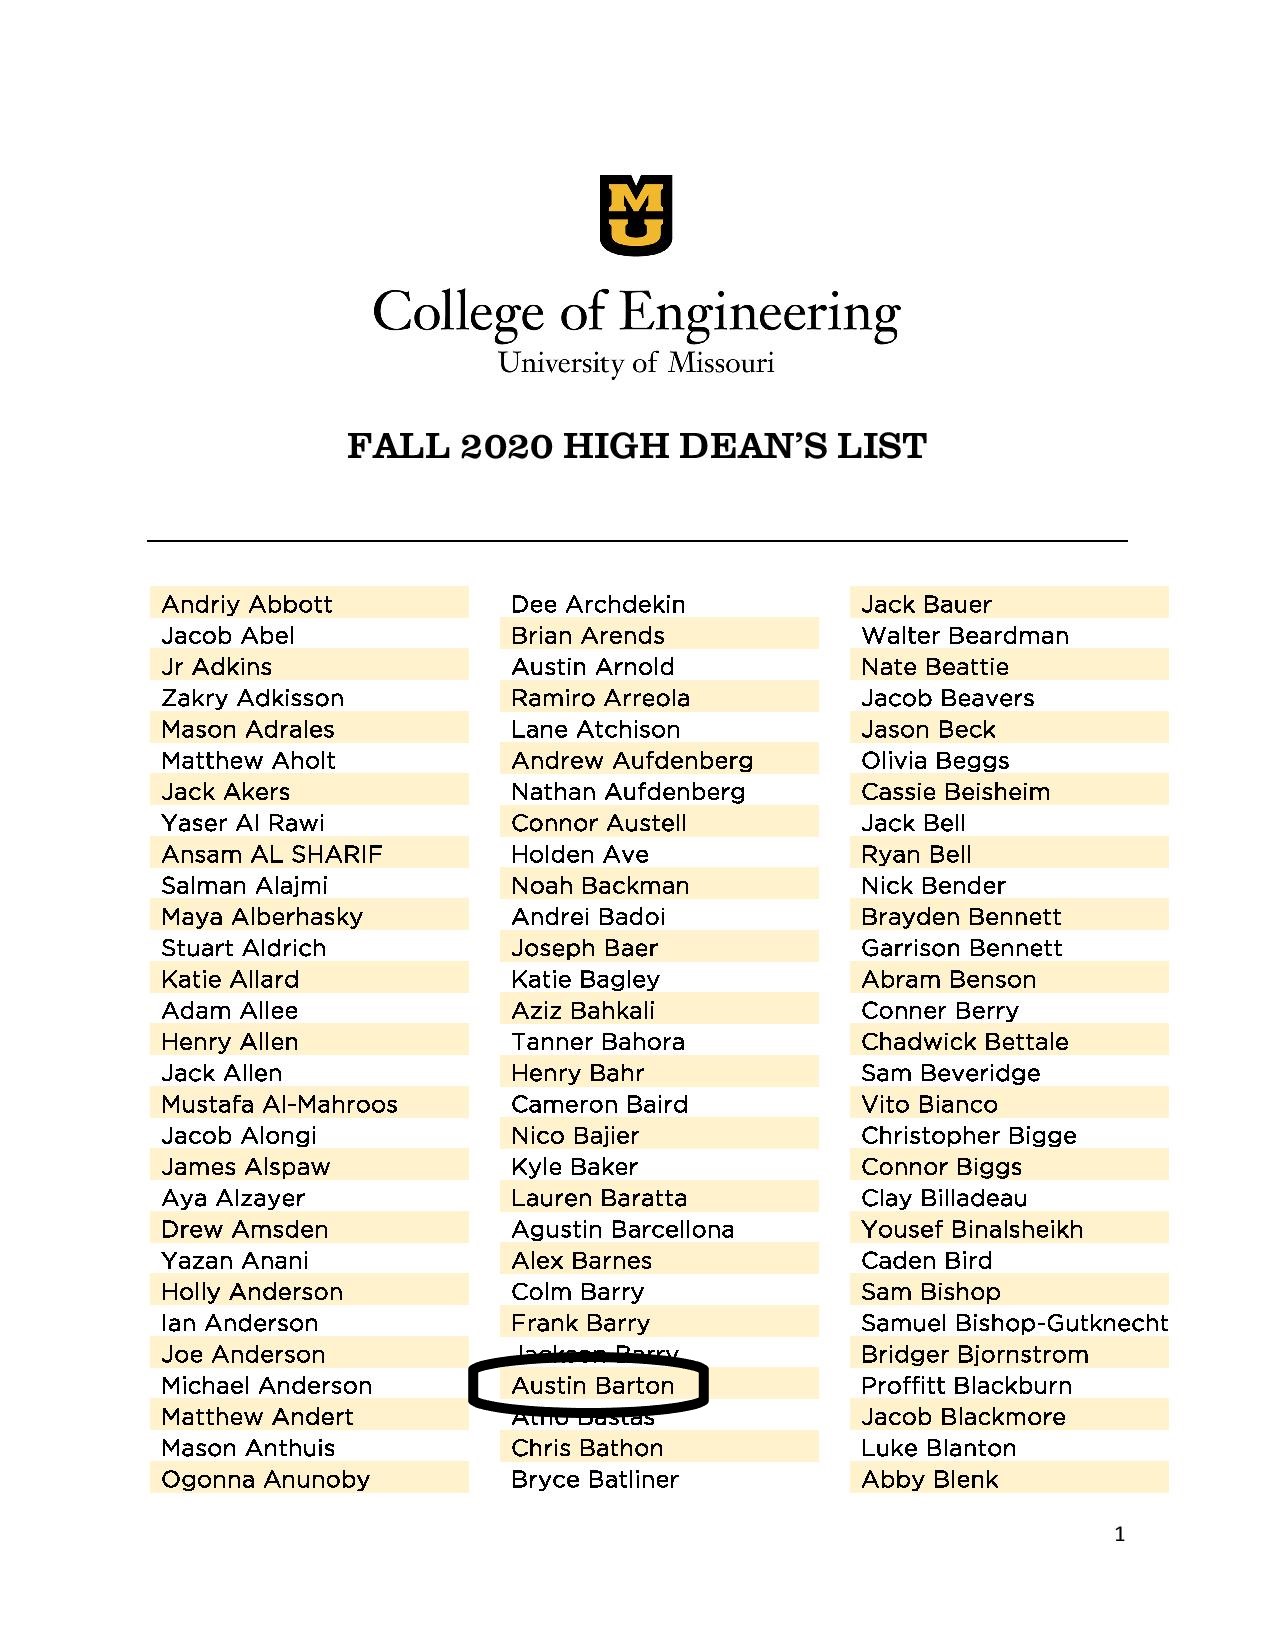 MU
College of Engineering
University of Missouri
FALL 2020 HIGH DEAN'S LIST
Andriy Abbott
Jacob Abel
Jr Adkins
Zakry Adkisson
Mason Adrales
Matthew Aholt
Jack Akers
Yaser Al Rawi
Ansam AL SHARIF
Salman Alajmi
Maya Alberhasky
Stuart Aldrich
Katie Allard
Adam Allee
Henry Allen
Jack Allen
Mustafa Al-Mahroos
Jacob Alongi
James Alspaw
Aya Alzayer
Drew Amsden
Yazan Anani
Holly Anderson
Ian Anderson
Joe Anderson
Michael Anderson
Matthew Andert
Mason Anthuis
Ogonna Anunoby
Dee Archdekin
Brian Arends
Austin Arnold
Ramiro Arreola
Lane Atchison
Andrew Aufdenberg
Nathan Aufdenberg
Connor Austell
Holden Ave
Noah Backman
Andrei Badoi
Joseph Baer
Katie Bagley
Aziz Bahkali
Tanner Bahora
Henry Bahr
Cameron Baird
Nico Bajier
Kyle Baker
Lauren Baratta
Agustin Barcellona
Alex Barnes
Colm Barry
Frank Barry
Jackson Barry
Austin Barton
Bastas
Chris Bathon
Bryce Batliner
Jack Bauer
Walter Beardman
Nate Beattie
Jacob Beavers
Jason Beck
Olivia Beggs
Cassie Beisheim
Jack Bell
Ryan Bell
Nick Bender
Brayden Bennett
Garrison Bennett
Abram Benson
Conner Berry
Chadwick Bettale
Sam Beveridge
Vito Bianco
Christopher Bigge
Connor Biggs
Clay Billadeau
Yousef Binalsheikh
Caden Bird
Sam Bishop
Samuel Bishop-Gutknecht
Bridger Bjornstrom
Proffitt Blackburn
Jacob Blackmore
Luke Blanton
Abby Blenk
1